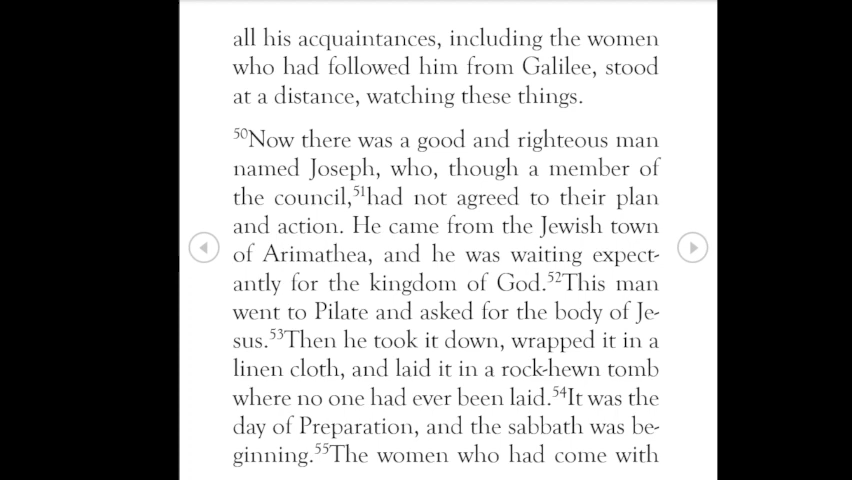 all his acquaintances, including the women
who had followed him from Galilee, stood
at a distance, watching these things.
50Now there was a good and righteous man
named Joseph, who, though a member of
the council,51had not agreed to their plan
and action. He came from the Jewish town
of Arimathea, and he was waiting expect-
antly for the kingdom of God.52This man
went to Pilate and asked for the body of Je-
sus.53Then he took it down, wrapped it in a
linen cloth, and laid it in a rock-hewn tomb
where no one had ever been laid.54It was the
day of Preparation, and the sabbath was be-
ginning.55The women who had come with